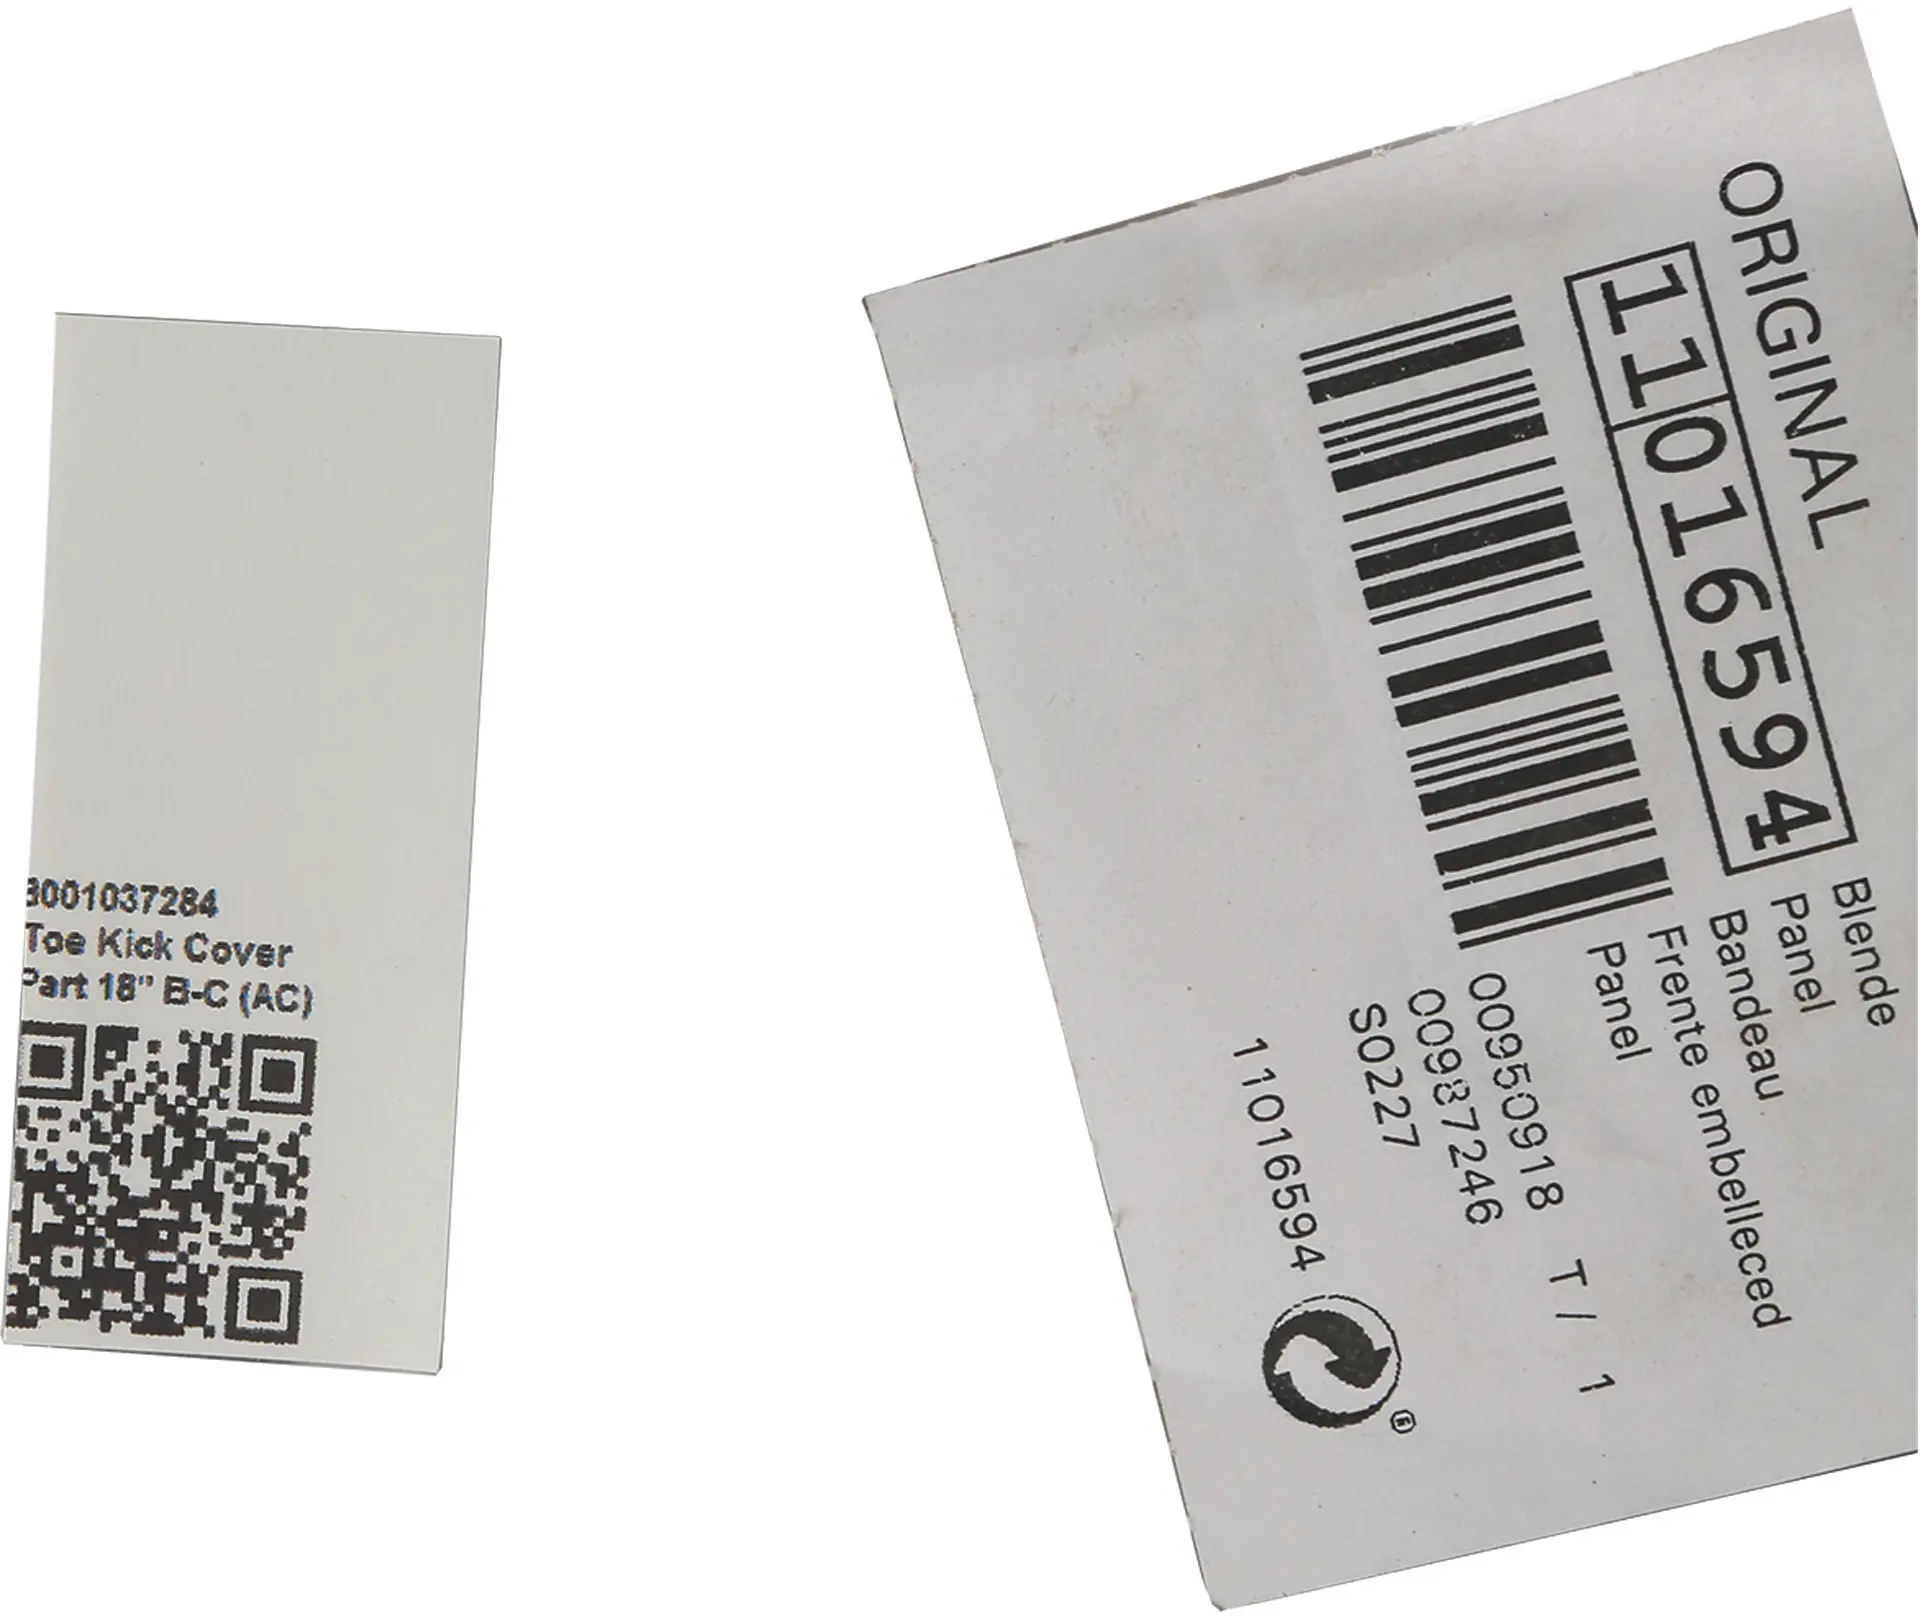 8001037284
Toe Kick Cover
Part 18" B-C (AC)
ORIGINAL
11016594
Blende
Panel
Bandeau
Frente embelleced
Panel
00950918 T / 1
00987246
S0227
11016594